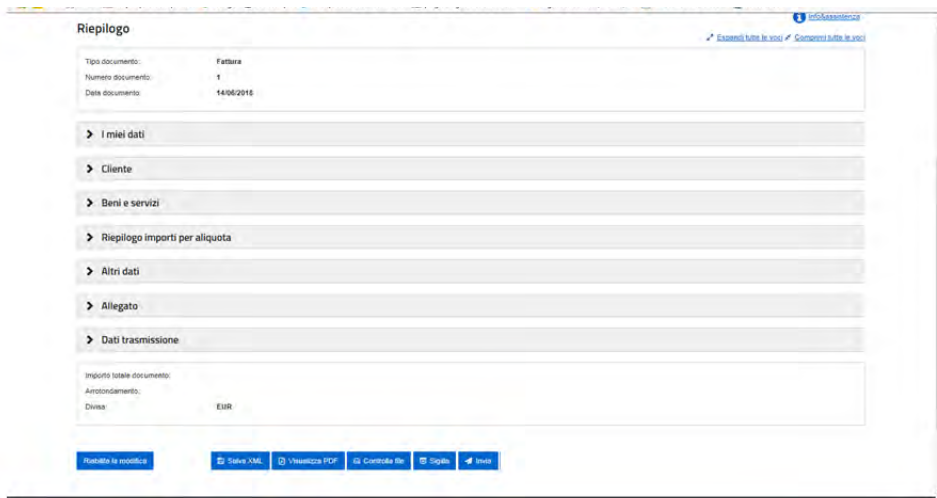 Info&assistenza
Riepilogo
Espandi tutte le voci Comprimi tutte le voci
Tipo documento: Fattura
Numero documento: 1
Data documento: 14/06/2018
I miei dati
Cliente
Beni e servizi
Riepilogo importi per aliquota
Altri dati
Allegato
Dati trasmissione
Importo totale documento:
Arrotondamento:
Divisa: EUR
Riabilita la modifica Salva XML Visualizza PDF Controlla file Sigilla Invia